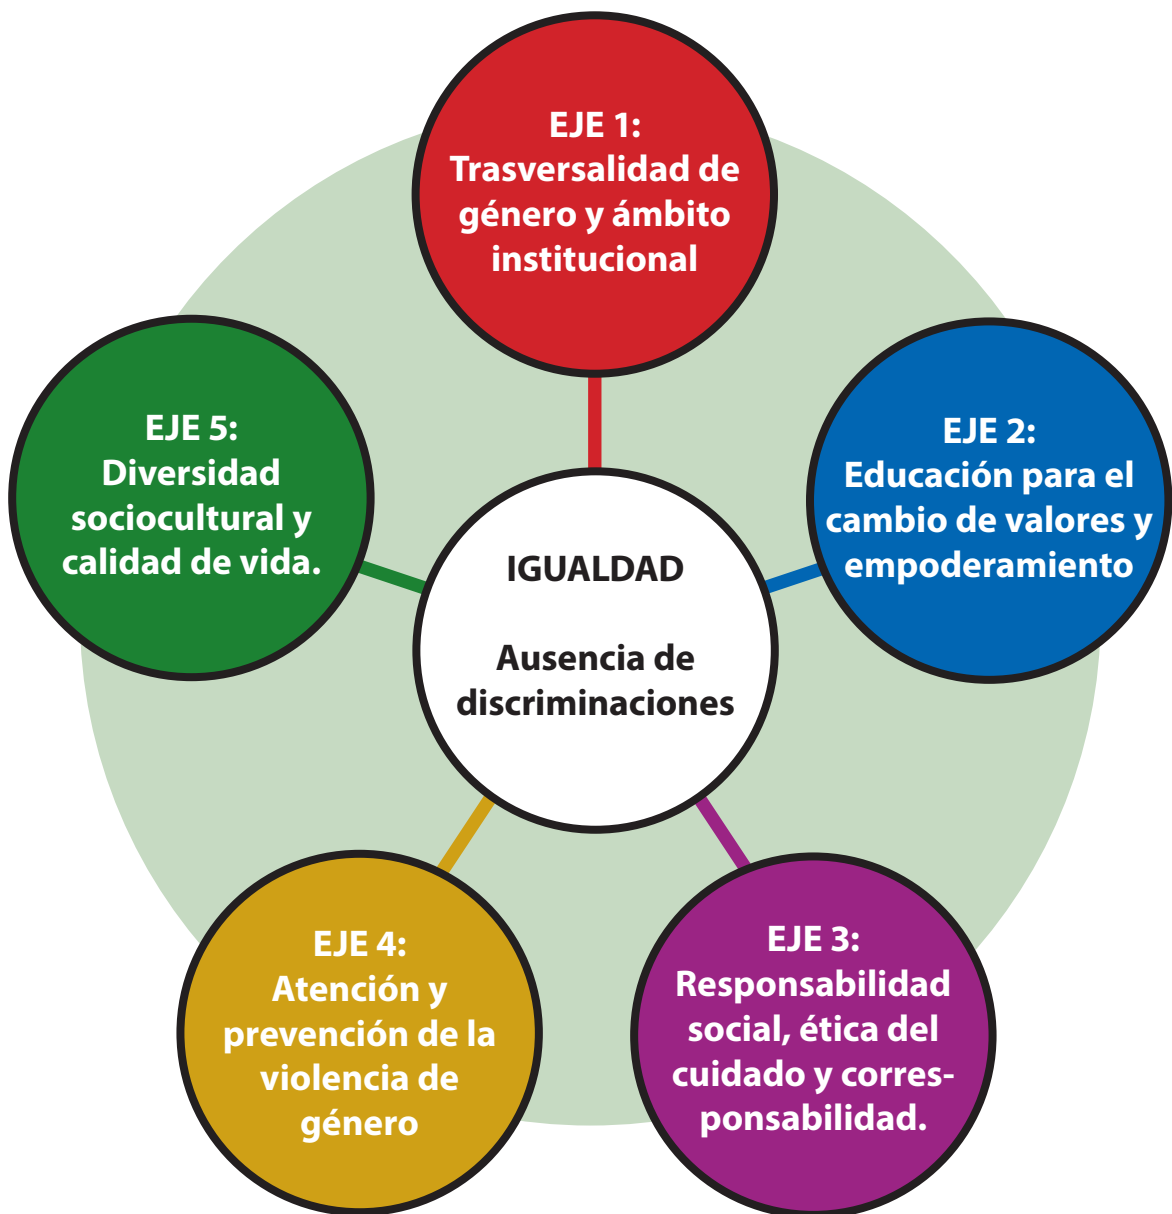 EJE 1:
Trasversalidad de
género y ámbito
institucional
EJE 2:
Educación para el
cambio de valores y
empoderamiento
EJE 3:
Responsabilidad
social, ética del
cuidado y corres-
ponsabilidad.
EJE 4:
Atención y
prevención de la
violencia de
género
EJE 5:
Diversidad
sociocultural y
calidad de vida.
IGUALDAD
Ausencia de
discriminaciones